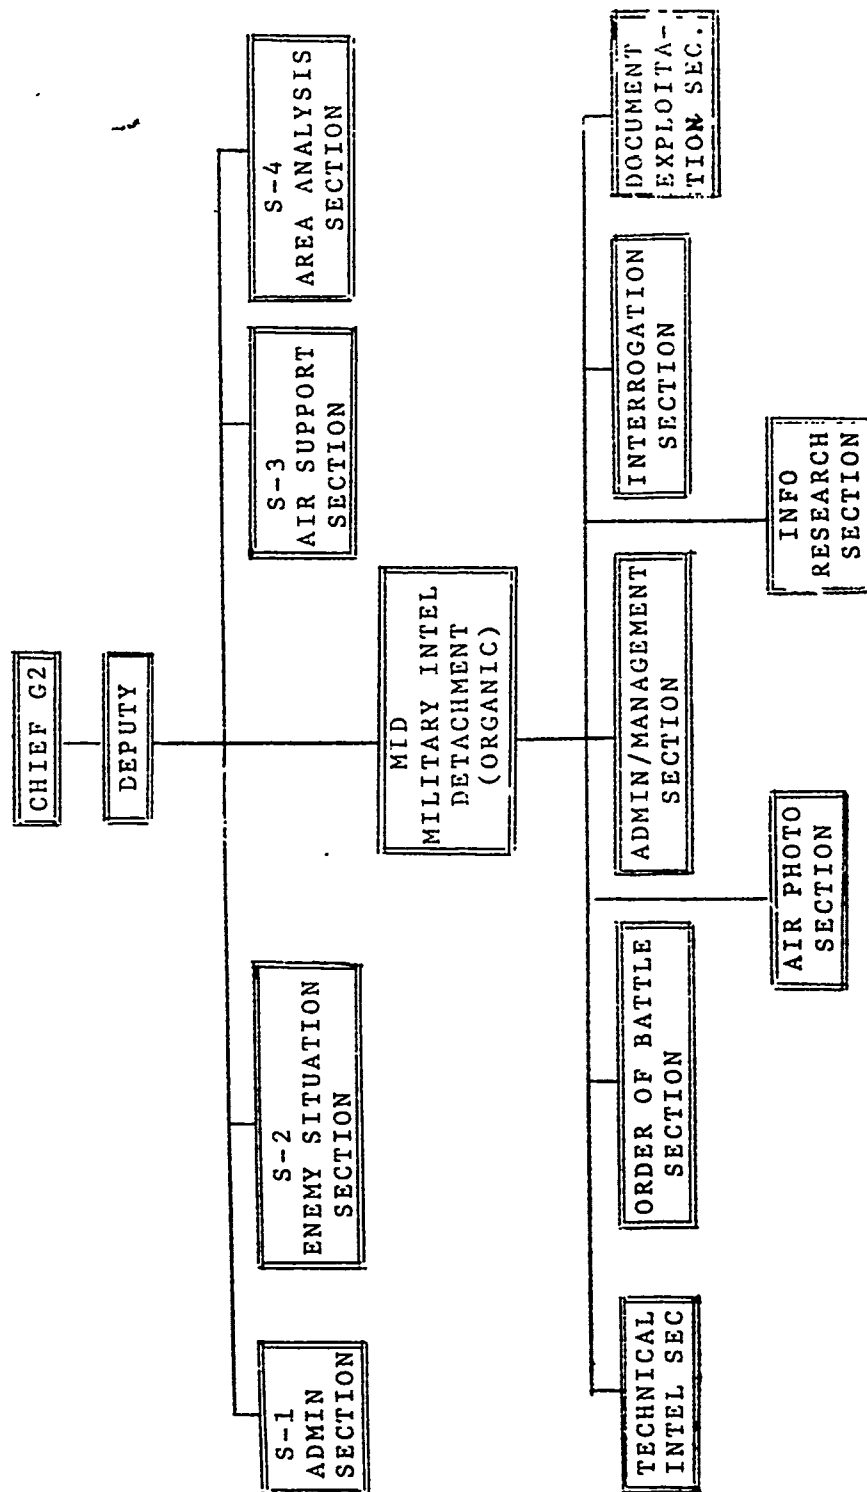 CHIEF G2
DEPUTY
S-1
ADMIN
SECTION
S-2
ENEMY SITUATION
SECTION
S-3
AIR SUPPORT
SECTION
S-4
AREA ANALYSIS
SECTION
MID
MILITARY INTEL
DETACHMENT
(ORGANIC)
TECHNICAL
INTEL SEC
ORDER OF BATTLE
SECTION
ADMIN/MANAGEMENT
SECTION
INTERROGATION
SECTION
DOCUMENT
EXPLOITA-
TION SEC.
AIR PHOTO
SECTION
INFO
RESEARCH
SECTION